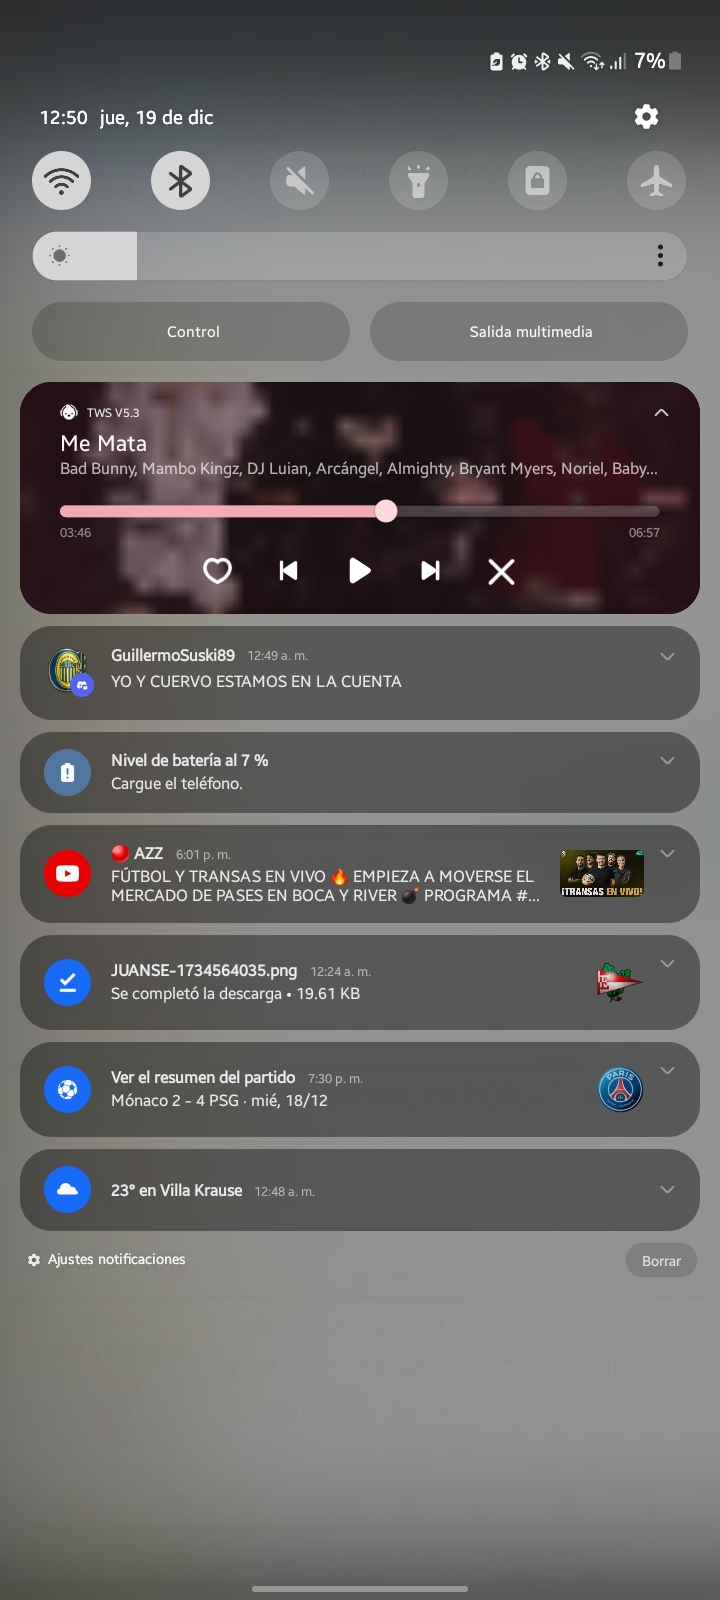 7%
12:50 jue, 19 de dic
Control
Salida multimedia
TWS V5.3
Me Mata
Bad Bunny, Mambo Kingz, DJ Luian, Arcángel, Almighty, Bryant Myers, Noriel, Baby...
03:46
06:57
GuillermoSuski89 12:49 a. m.
YO Y CUERVO ESTAMOS EN LA CUENTA
Nivel de batería al 7 %
Cargue el teléfono.
🔴 AZZ 6:01 p. m.
FÚTBOL Y TRANSAS EN VIVO 🔥 EMPIEZA A MOVERSE EL
MERCADO DE PASES EN BOCA Y RIVER 💣 PROGRAMA #...
¡TRANSAS EN VIVO!
JUANSE-1734564035.png 12:24 a. m.
Se completó la descarga • 19.61 KB
Ver el resumen del partido 7:30 p. m.
Mónaco 2 - 4 PSG · mié, 18/12
PARIS
23° en Villa Krause 12:48 a. m.
Ajustes notificaciones
Borrar